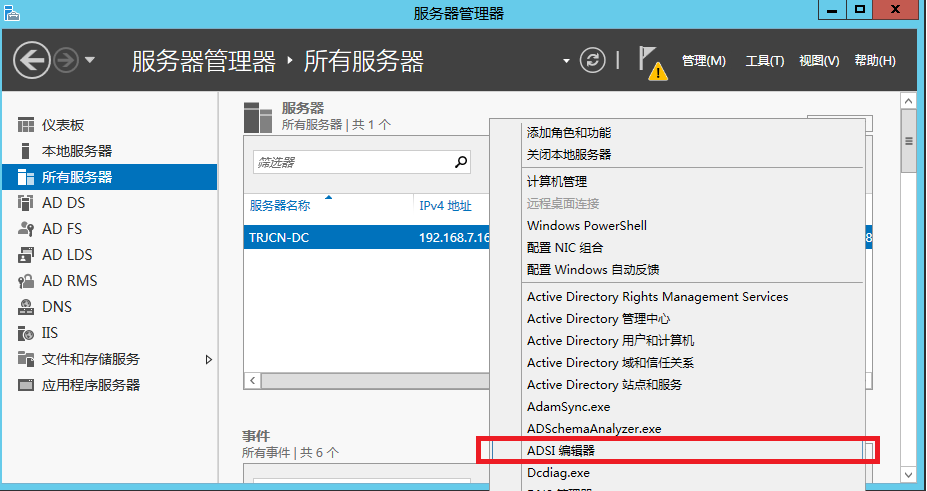 服务器管理器
服务器管理器 · 所有服务器
管理(M) 工具(T) 视图(V) 帮助(H)
仪表板
本地服务器
所有服务器
AD DS
AD FS
AD LDS
AD RMS
DNS
IIS
文件和存储服务
应用程序服务器
服务器
所有服务器 | 共 1 个
筛选器
服务器名称 IPv4 地址
TRJCN-DC 192.168.7.16
事件
所有事件 | 共 6 个
添加角色和功能
关闭本地服务器
计算机管理
远程桌面连接
Windows PowerShell
配置 NIC 组合
配置 Windows 自动反馈
Active Directory Rights Management Services
Active Directory 管理中心
Active Directory 用户和计算机
Active Directory 域和信任关系
Active Directory 站点和服务
AdamSync.exe
ADSchemaAnalyzer.exe
ADSI 编辑器
Dcdiag.exe